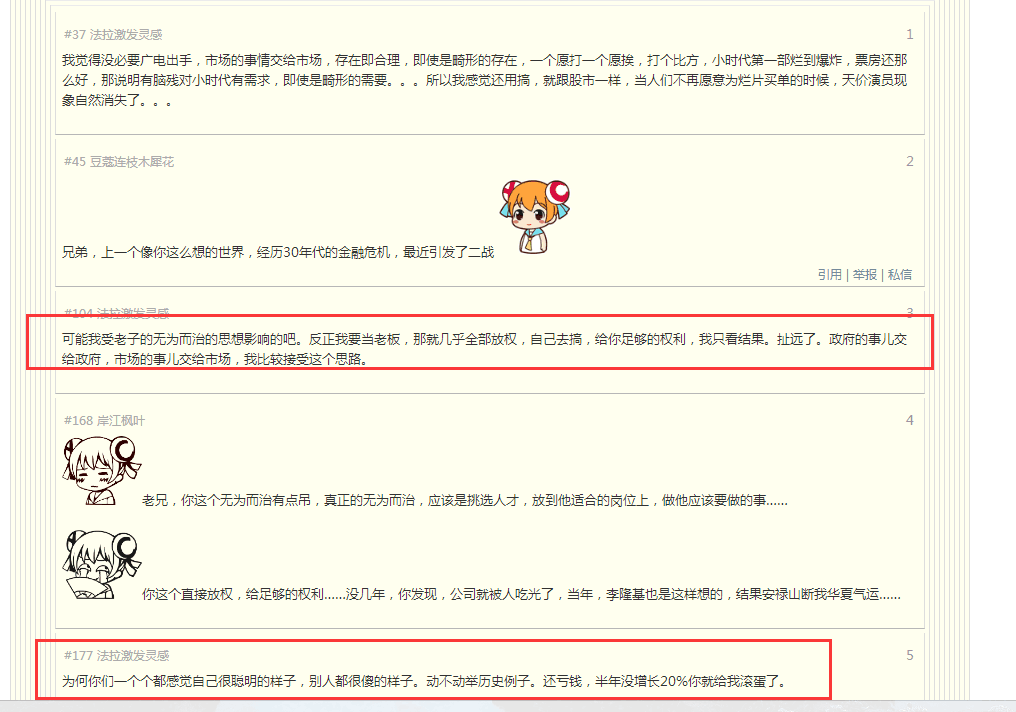 #37 法拉激发灵感 1
我觉得没必要广电出手，市场的事情交给市场，存在即合理，即使是畸形的存在，一个愿打一个愿挨，打个比方，小时代第一部烂到爆炸，票房还那
么好，那说明有脑残对小时代有需求，即使是畸形的需要。。。所以我感觉还用搞，就跟股市一样，当人们不再愿意为烂片买单的时候，天价演员现
象自然消失了。。。
#45 豆蔻连枝木犀花 2
兄弟，上一个像你这么想的世界，经历30年代的金融危机，最近引发了二战
引用 | 举报 | 私信
#104 法拉激发灵感 3
可能我受老子的无为而治的思想影响的吧。反正我要当老板，那就几乎全部放权，自己去搞，给你足够的权利，我只看结果。扯远了。政府的事儿交
给政府，市场的事儿交给市场，我比较接受这个思路。
#168 岸江枫叶 4
老兄，你这个无为而治有点吊，真正的无为而治，应该是挑选人才，放到他适合的岗位上，做他应该要做的事......
你这个直接放权，给足够的权利......没几年，你发现，公司就被人吃光了，当年，李隆基也是这样想的，结果安禄山断我华夏气运......
#177 法拉激发灵感 5
为何你们一个个都感觉自己很聪明的样子，别人都很傻的样子。动不动举历史例子。还亏钱，半年没增长20%你就给我滚蛋了。